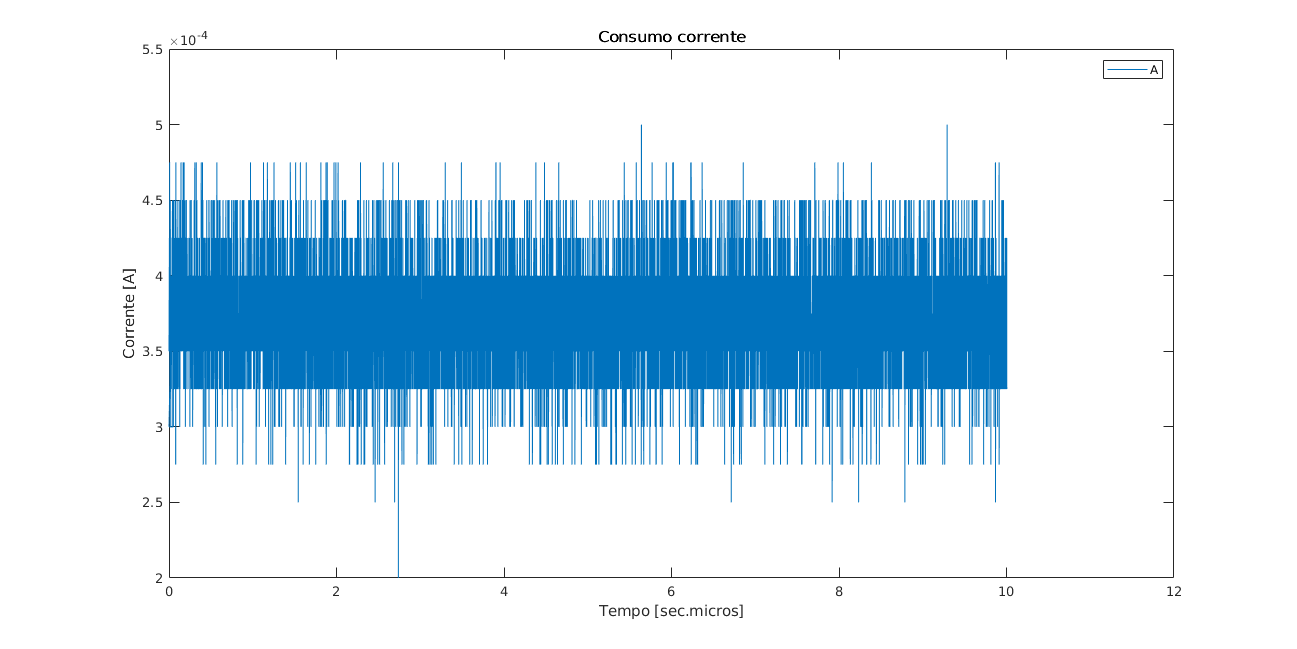 Consumo corrente
×10⁻⁴
A
5.5
5
4.5
4
3.5
3
2.5
2
Corrente [A]
0 2 4 6 8 10 12
Tempo [sec.micros]